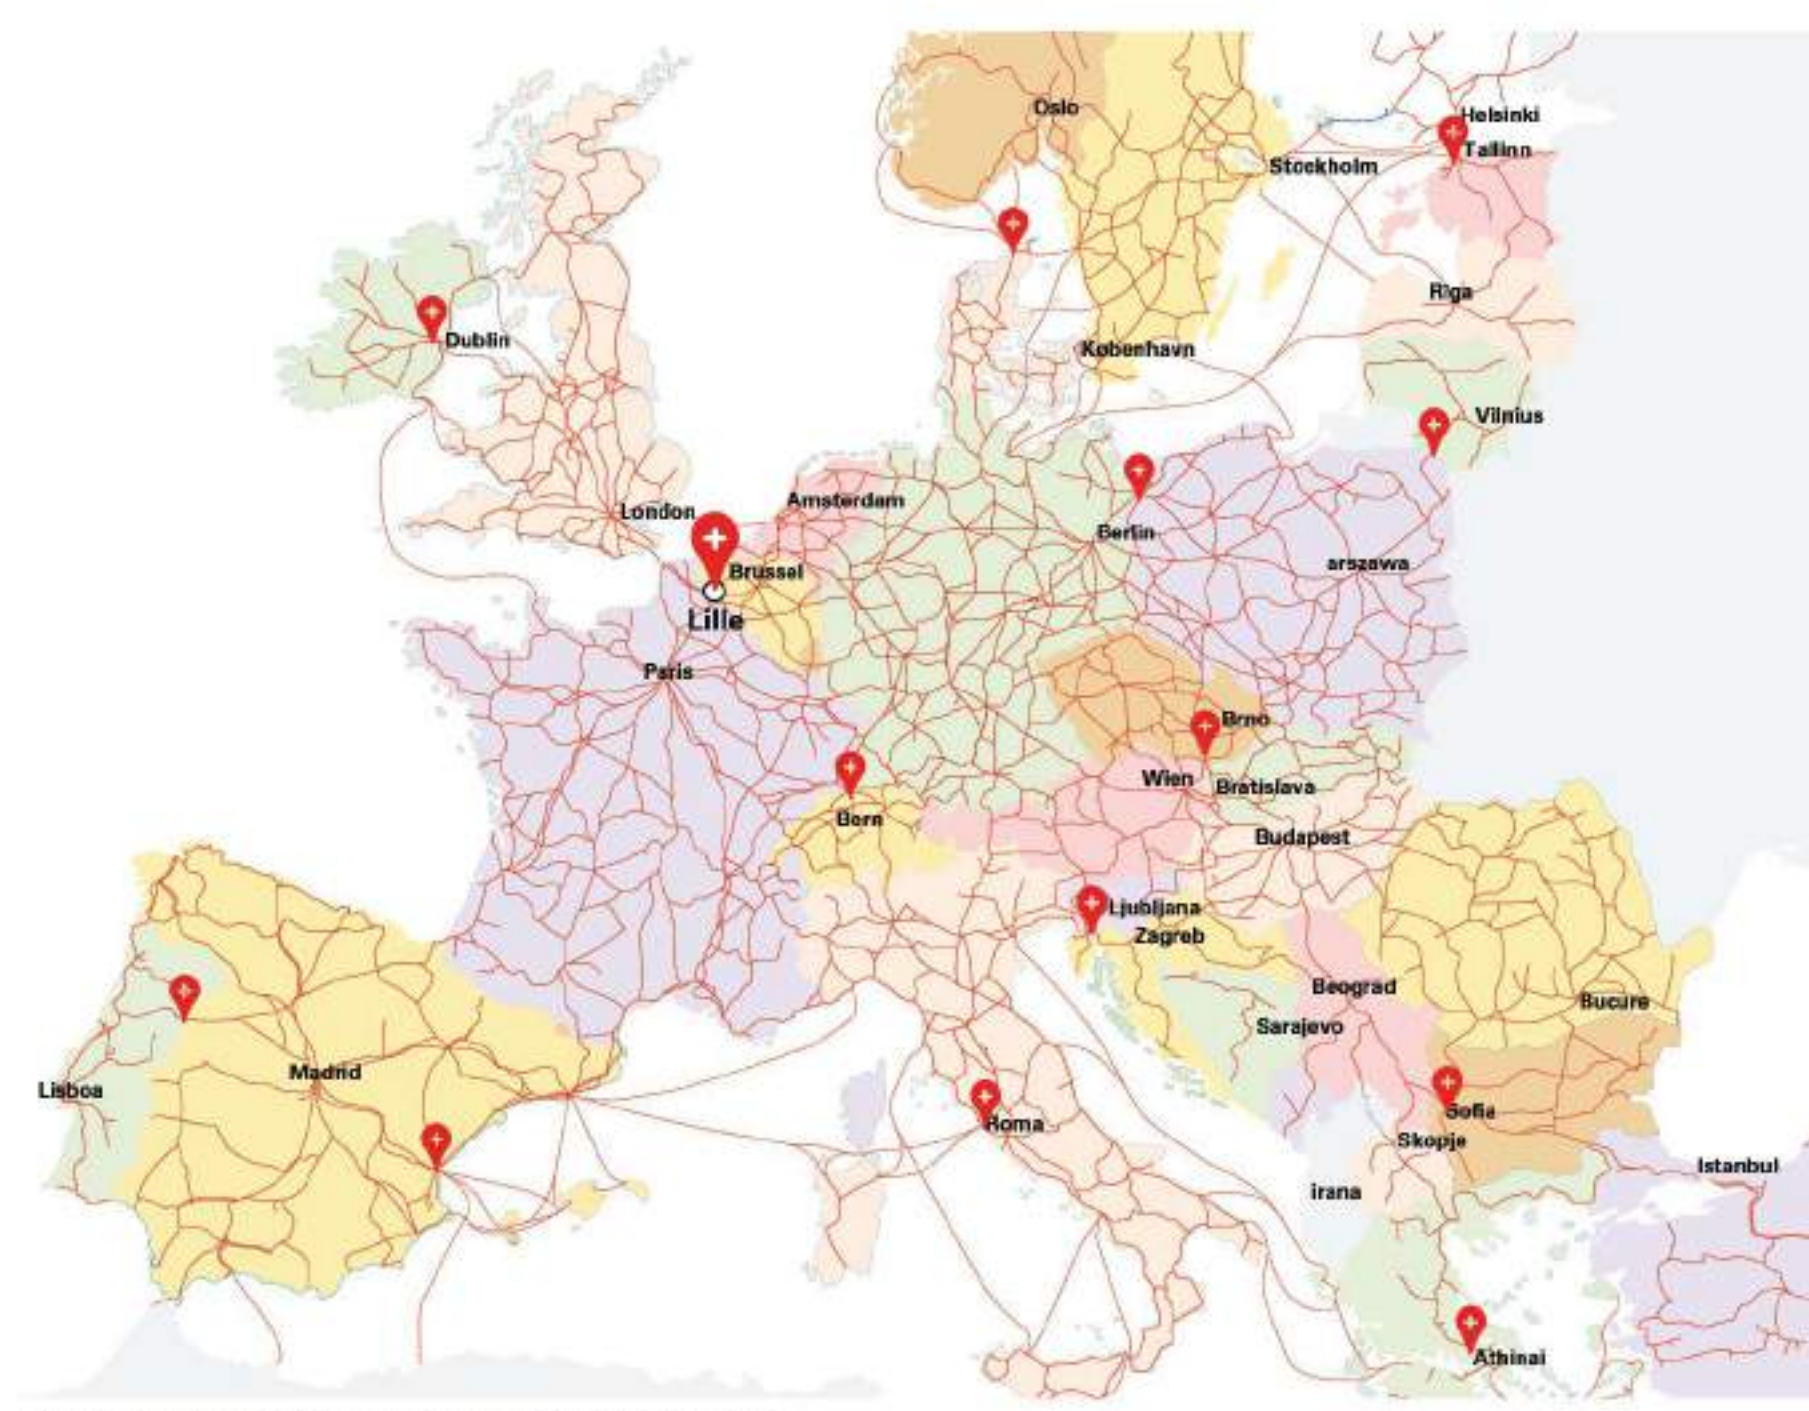 Oslo
Helsinki
Tallinn
Stockholm
Riga
Dublin
København
Vilnius
Amsterdam
London
Berlin
arszawa
Brussel
Lille
Paris
Brno
Wien
Bratislava
Bern
Budapest
Ljubljana
Zagreb
Beograd
Bucure
Sarajevo
Madrid
Lisboa
Sofia
Roma
Skopje
Istanbul
irana
Athinai